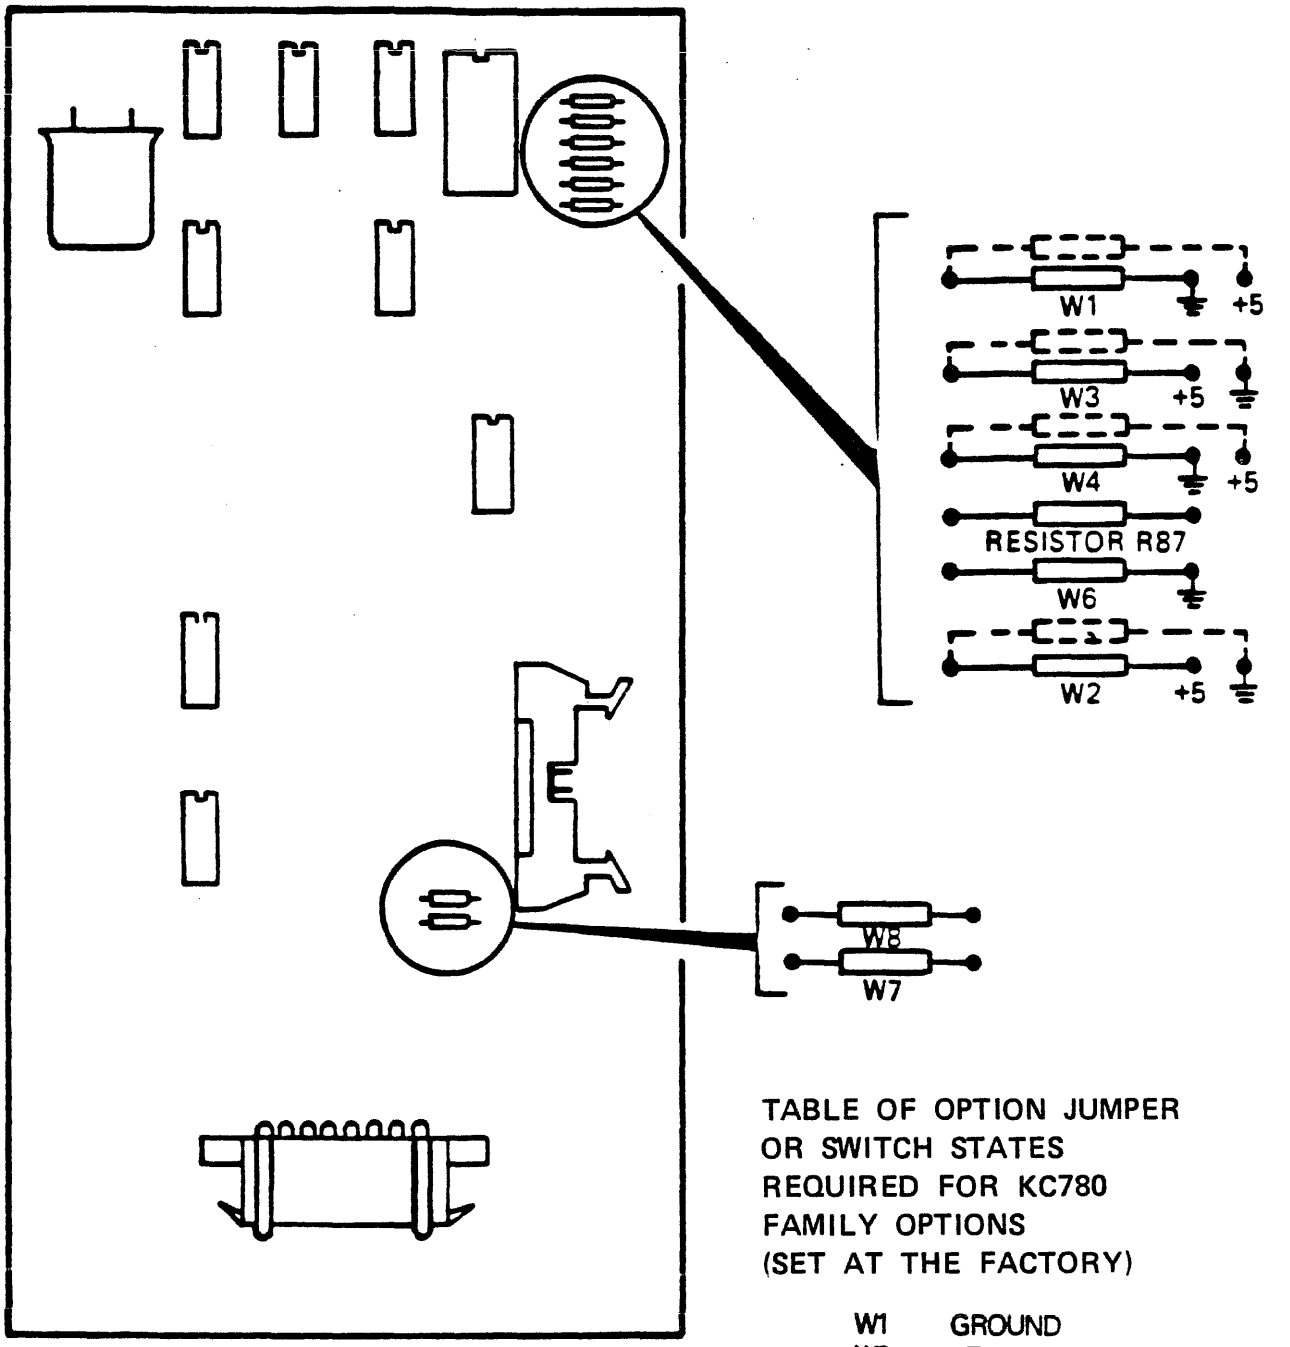 W1 +5
W3 +5
W4 +5
RESISTOR R87
W6
W2 +5
W8
W7
TABLE OF OPTION JUMPER
OR SWITCH STATES
REQUIRED FOR KC780
FAMILY OPTIONS
(SET AT THE FACTORY)
W1 GROUND